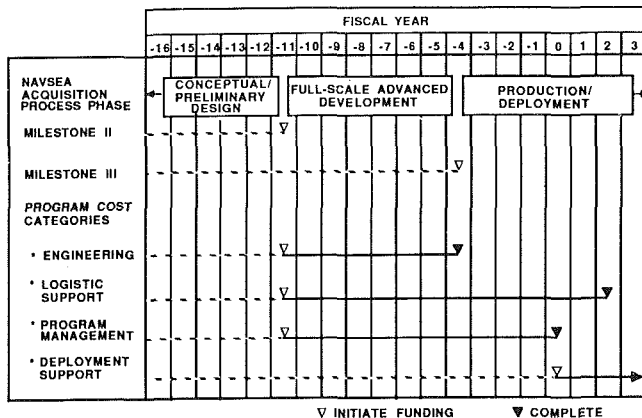 FISCAL YEAR
-16 -15 -14 -13 -12 -11 -10 -9 -8 -7 -6 -5 -4 -3 -2 -1 0 1 2 3
NAVSEA
ACQUISITION
PROCESS PHASE
CONCEPTUAL/
PRELIMINARY
DESIGN
FULL-SCALE ADVANCED
DEVELOPMENT
PRODUCTION/
DEPLOYMENT
MILESTONE II
MILESTONE III
PROGRAM COST
CATEGORIES
* ENGINEERING
* LOGISTIC
SUPPORT
* PROGRAM
MANAGEMENT
* DEPLOYMENT
SUPPORT
▽ INITIATE FUNDING ▼ COMPLETE